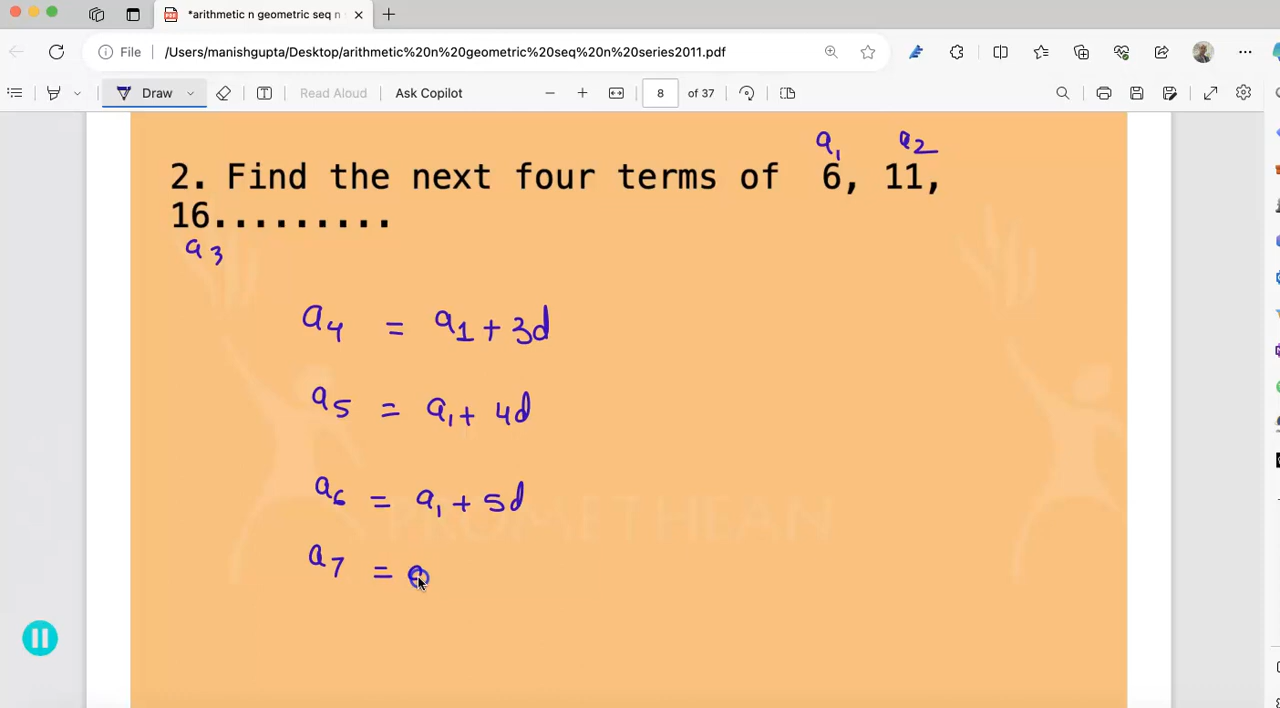 *arithmetic n geometric seq n
File /Users/manishgupta/Desktop/arithmetic%20n%20geometric%20seq%20n%20series2011.pdf
Draw Read Aloud Ask Copilot 8 of 37
a₁ a₂
2. Find the next four terms of 6, 11,
16.........
a₃
a₄ = a₁ + 3d
a₅ = a₁ + 4d
a₆ = a₁ + 5d
PROMETHEAN
a₇ = a